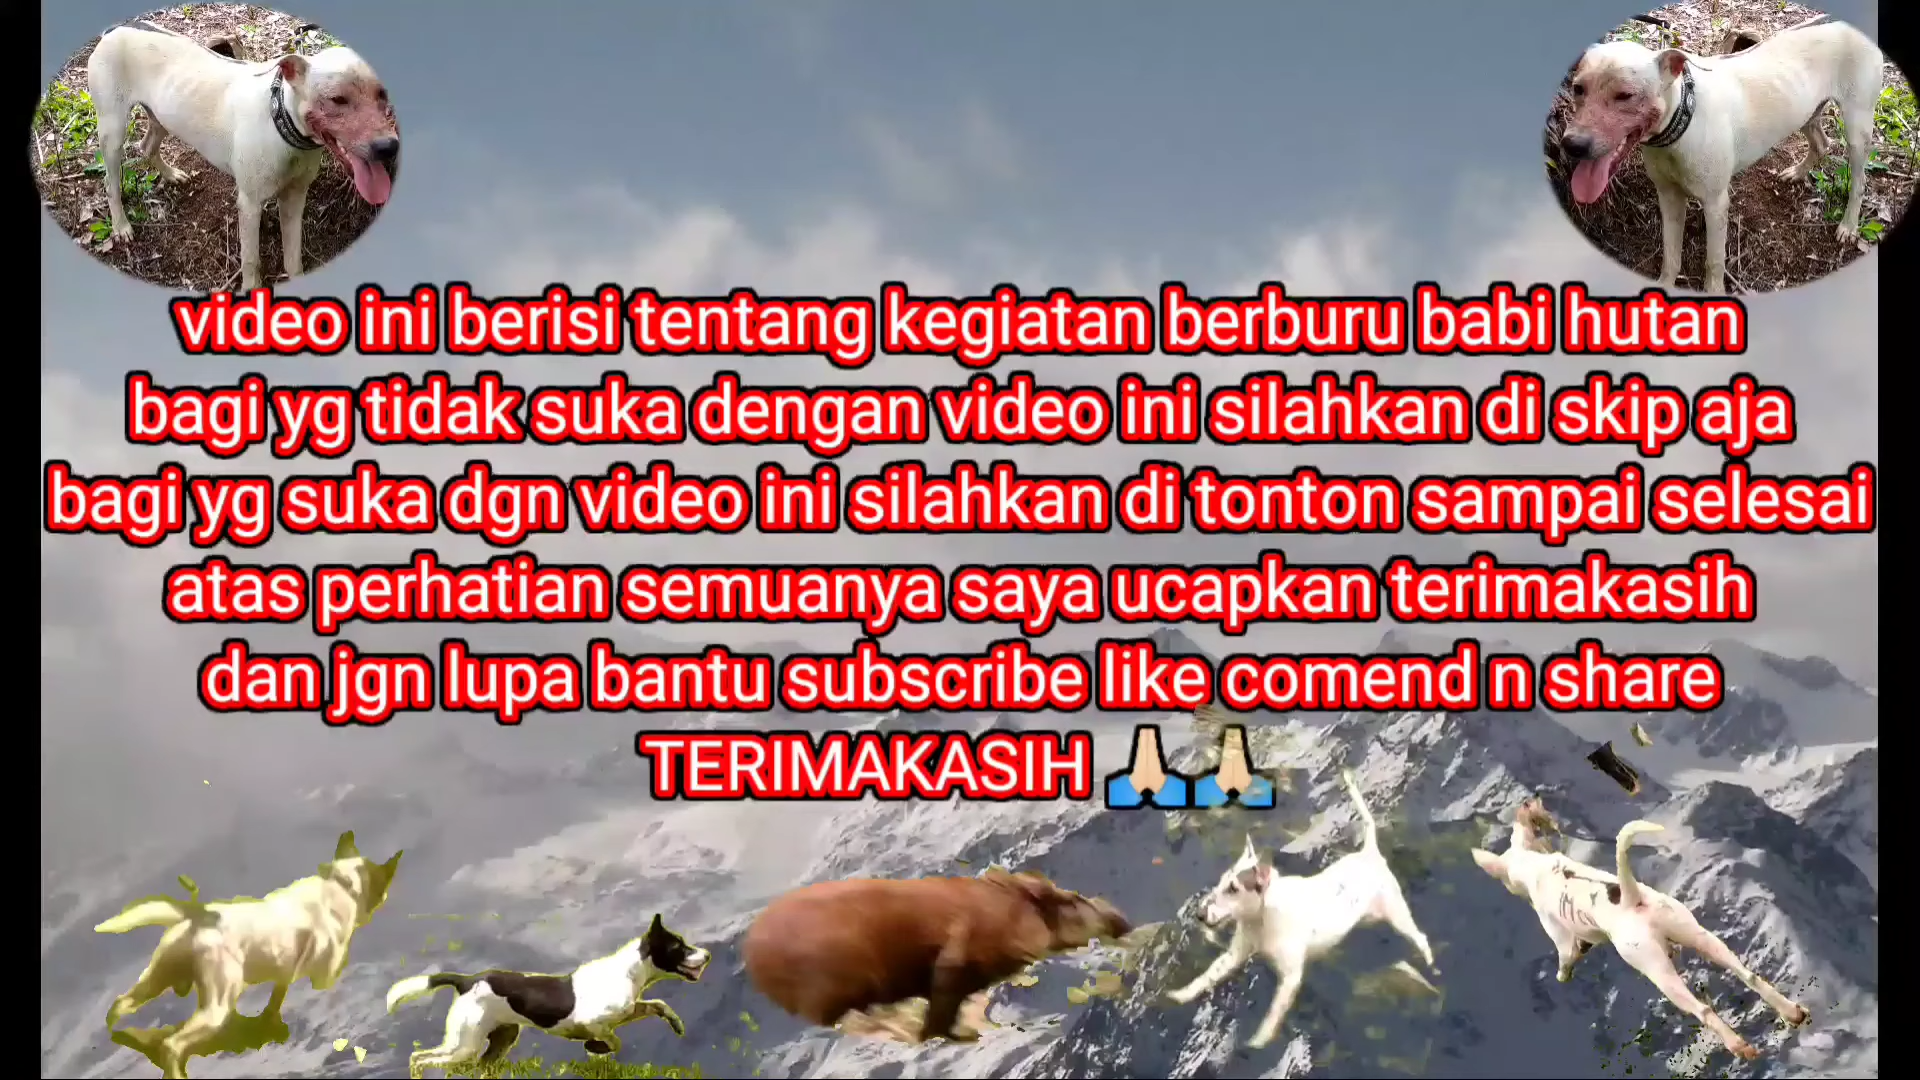 video ini berisi tentang kegiatan berburu babi hutan
bagi yg tidak suka dengan video ini silahkan di skip aja
bagi yg suka dgn video ini silahkan di tonton sampai selesai
atas perhatian semuanya saya ucapkan terimakasih
dan jgn lupa bantu subscribe like comend n share
TERIMAKASIH 🙏🏻🙏🏻